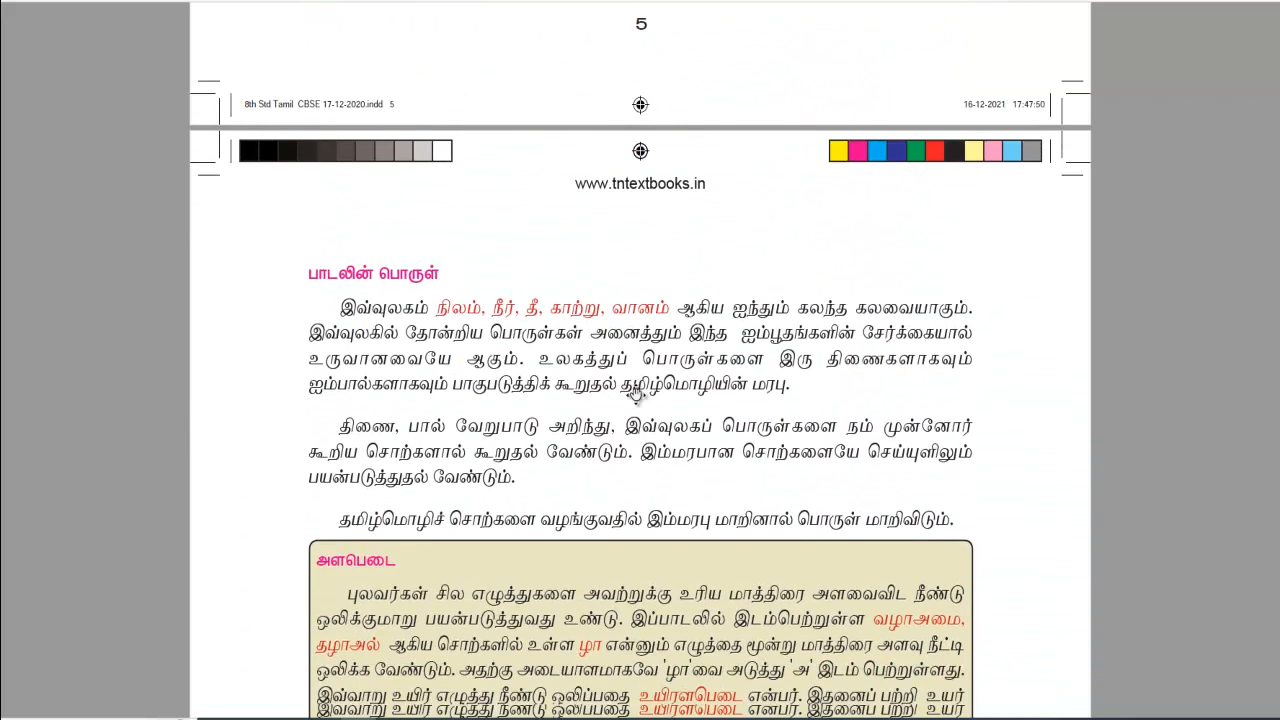 5
8th Std Tamil CBSE 17-12-2020.indd 5
16-12-2021 17:47:50
www.tntextbooks.in
பாடலின் பொருள்
இவ்வுலகம் நிலம், நீர், தீ, காற்று, வானம் ஆகிய ஐந்தும் கலந்த கலவையாகும்.
இவ்வுலகில் தோன்றிய பொருள்கள் அனைத்தும் இந்த ஐம்பூதங்களின் சேர்க்கையால்
உருவானவையே ஆகும். உலகத்துப் பொருள்களை இரு திணைகளாகவும்
ஐம்பால்களாகவும் பாகுபடுத்திக் கூறுதல் தமிழ்மொழியின் மரபு.
திணை, பால் வேறுபாடு அறிந்து, இவ்வுலகப் பொருள்களை நம் முன்னோர்
கூறிய சொற்களால் கூறுதல் வேண்டும். இம்மரபான சொற்களையே செய்யுளிலும்
பயன்படுத்துதல் வேண்டும்.
தமிழ்மொழிச் சொற்களை வழங்குவதில் இம்மரபு மாறினால் பொருள் மாறிவிடும்.
அளபெடை
புலவர்கள் சில எழுத்துகளை அவற்றுக்கு உரிய மாத்திரை அளவைவிட நீண்டு
ஒலிக்குமாறு பயன்படுத்துவது உண்டு. இப்பாடலில் இடம்பெற்றுள்ள வழாஅமை,
தழாஅல் ஆகிய சொற்களில் உள்ள ழா என்னும் எழுத்தை மூன்று மாத்திரை அளவு நீட்டி
ஒலிக்க வேண்டும். அதற்கு அடையாளமாகவே 'ழா'வை அடுத்து 'அ' இடம் பெற்றுள்ளது.
இவ்வாறு உயிர் எழுத்து நீண்டு ஒலிப்பதை உயிரளபெடை என்பர். இதனைப் பற்றி உயர்